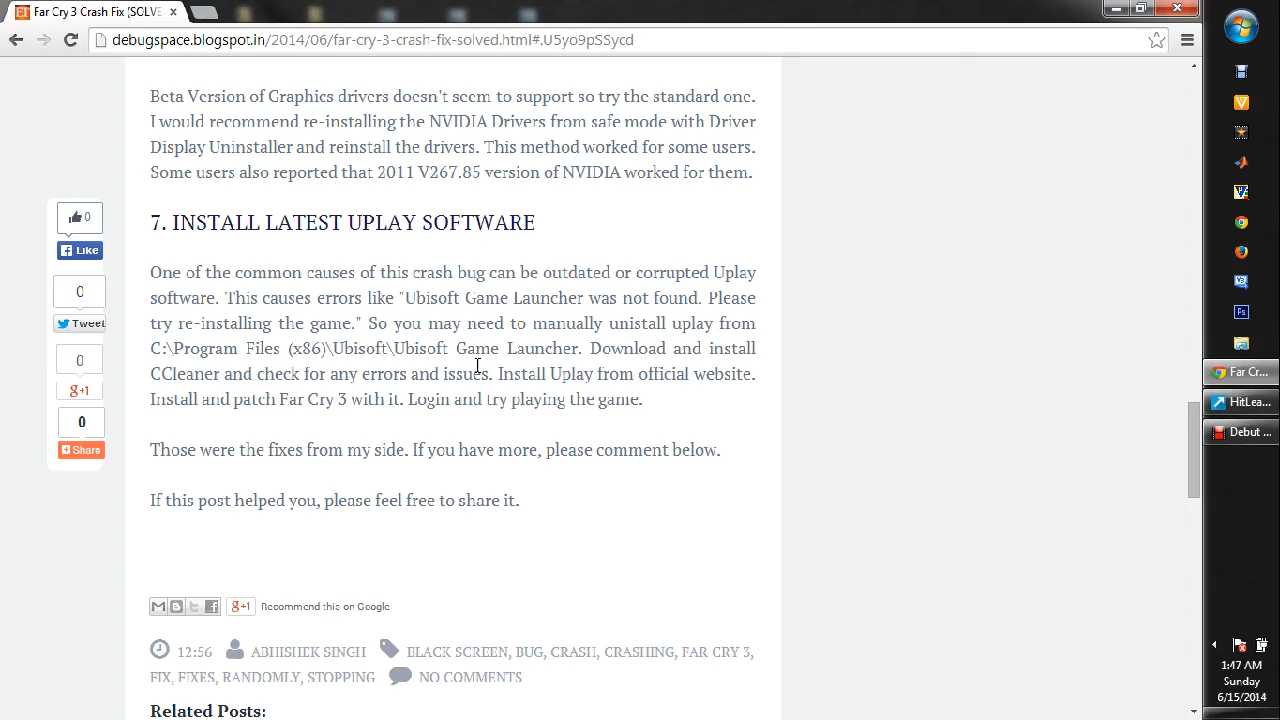 Far Cry 3 Crash Fix (SOLVE
debugspace.blogspot.in/2014/06/far-cry-3-crash-fix-solved.html#.U5yo9pSSycd
Beta Version of Graphics drivers doesn't seem to support so try the standard one.
I would recommend re-installing the NVIDIA Drivers from safe mode with Driver
Display Uninstaller and reinstall the drivers. This method worked for some users.
Some users also reported that 2011 V267.85 version of NVIDIA worked for them.
7. INSTALL LATEST UPLAY SOFTWARE
One of the common causes of this crash bug can be outdated or corrupted Uplay
software. This causes errors like "Ubisoft Game Launcher was not found. Please
try re-installing the game." So you may need to manually unistall uplay from
C:\Program Files (x86)\Ubisoft\Ubisoft Game Launcher. Download and install
CCleaner and check for any errors and issues. Install Uplay from official website.
Install and patch Far Cry 3 with it. Login and try playing the game.
Those were the fixes from my side. If you have more, please comment below.
If this post helped you, please feel free to share it.
0
Like
0
Tweet
0
g+1
0
Share
g+1 Recommend this on Google
12:56 ABHISHEK SINGH BLACK SCREEN, BUG, CRASH, CRASHING, FAR CRY 3,
FIX, FIXES, RANDOMLY, STOPPING NO COMMENTS
Related Posts:
Ps
Far Cr...
HitLea...
Debut ...
1:47 AM
Sunday
6/15/2014